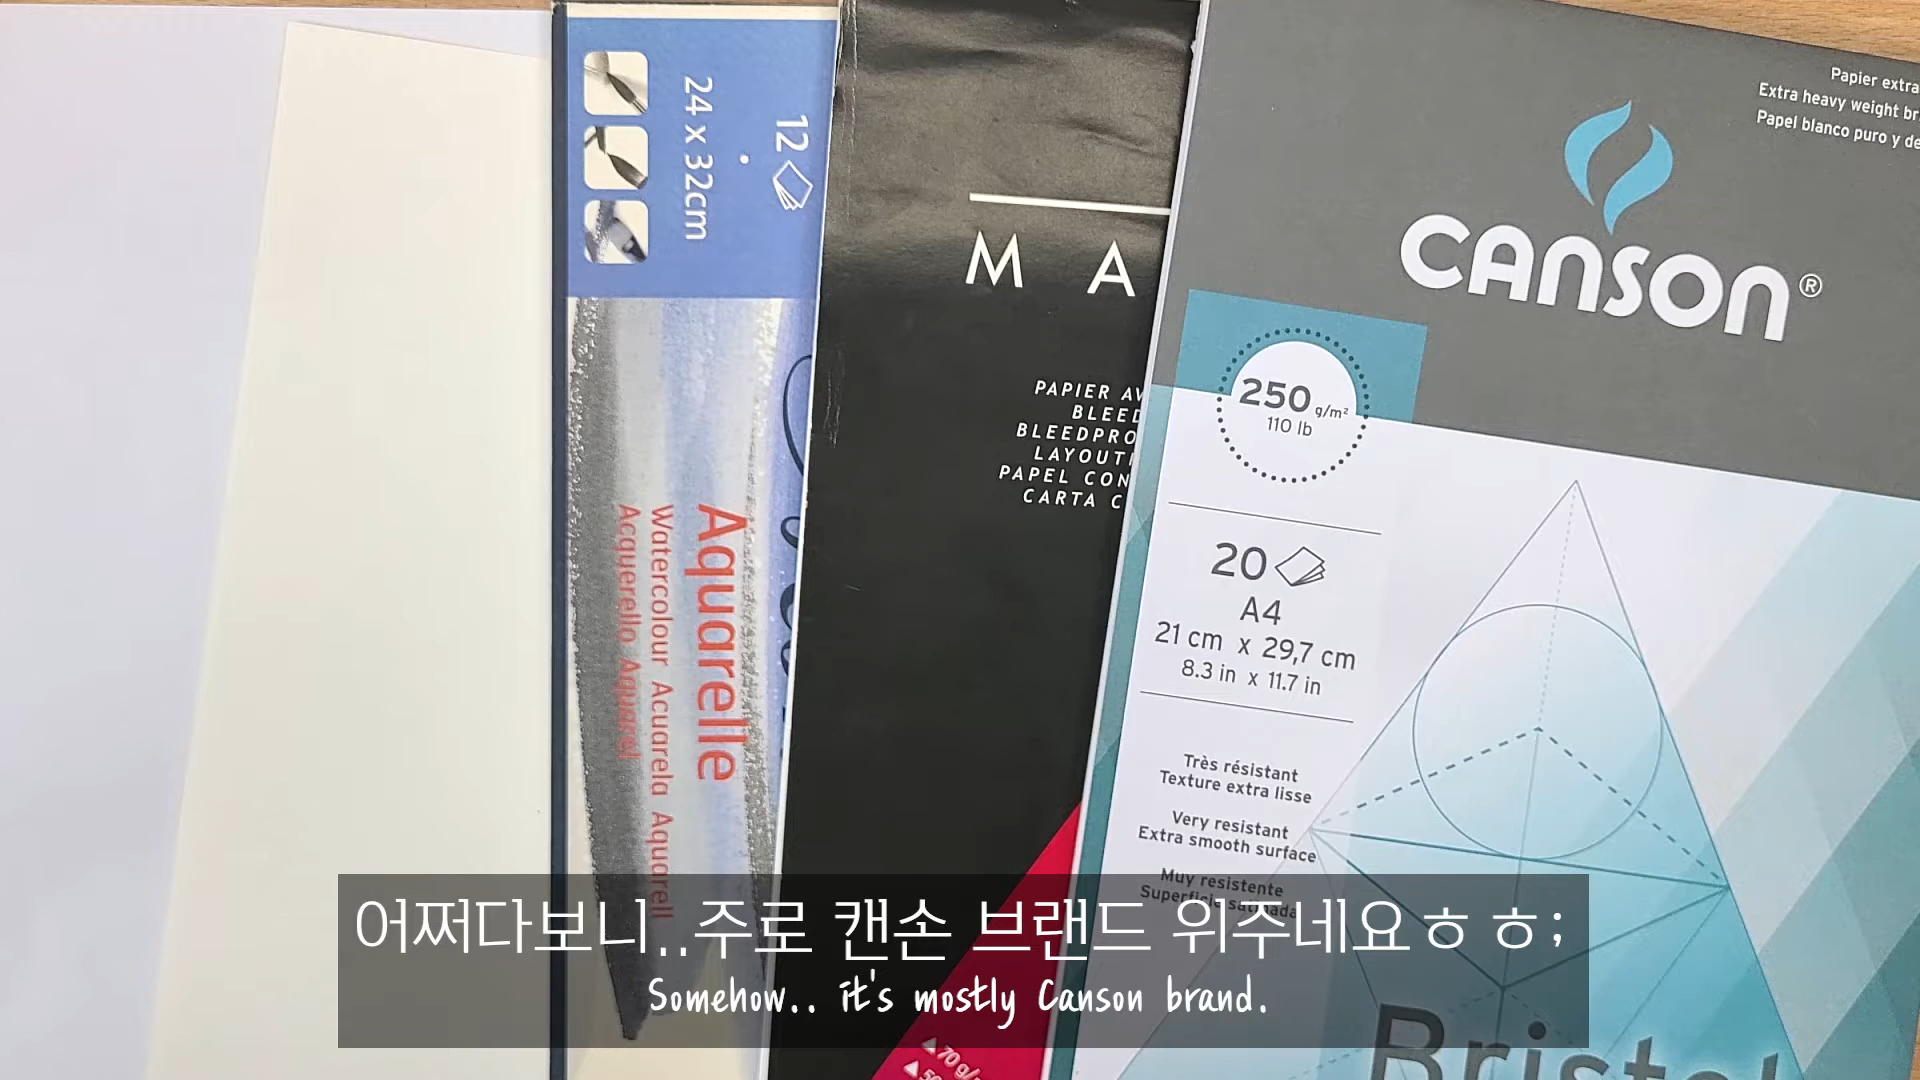 12
24 x 32cm
Aquarelle
Watercolour Acuarela Aquarell
Acquerello Aquarel
M A
PAPIER AV
BLEED
BLEEDPRO
LAYOUT
PAPEL CON
CARTA C
70 g/
Papier extra
Extra heavy weight br
Papel blanco puro y de
CANSON®
250 g/m²
110 lb
20
A4
21 cm x 29,7 cm
8.3 in x 11.7 in
Très résistant
Texture extra lisse
Very resistant
Extra smooth surface
Muy resistente
Superficie satinada
Bristol
어쩌다보니..주로 캔손 브랜드 위주네요ㅎㅎ;
Somehow.. it's mostly Canson brand.